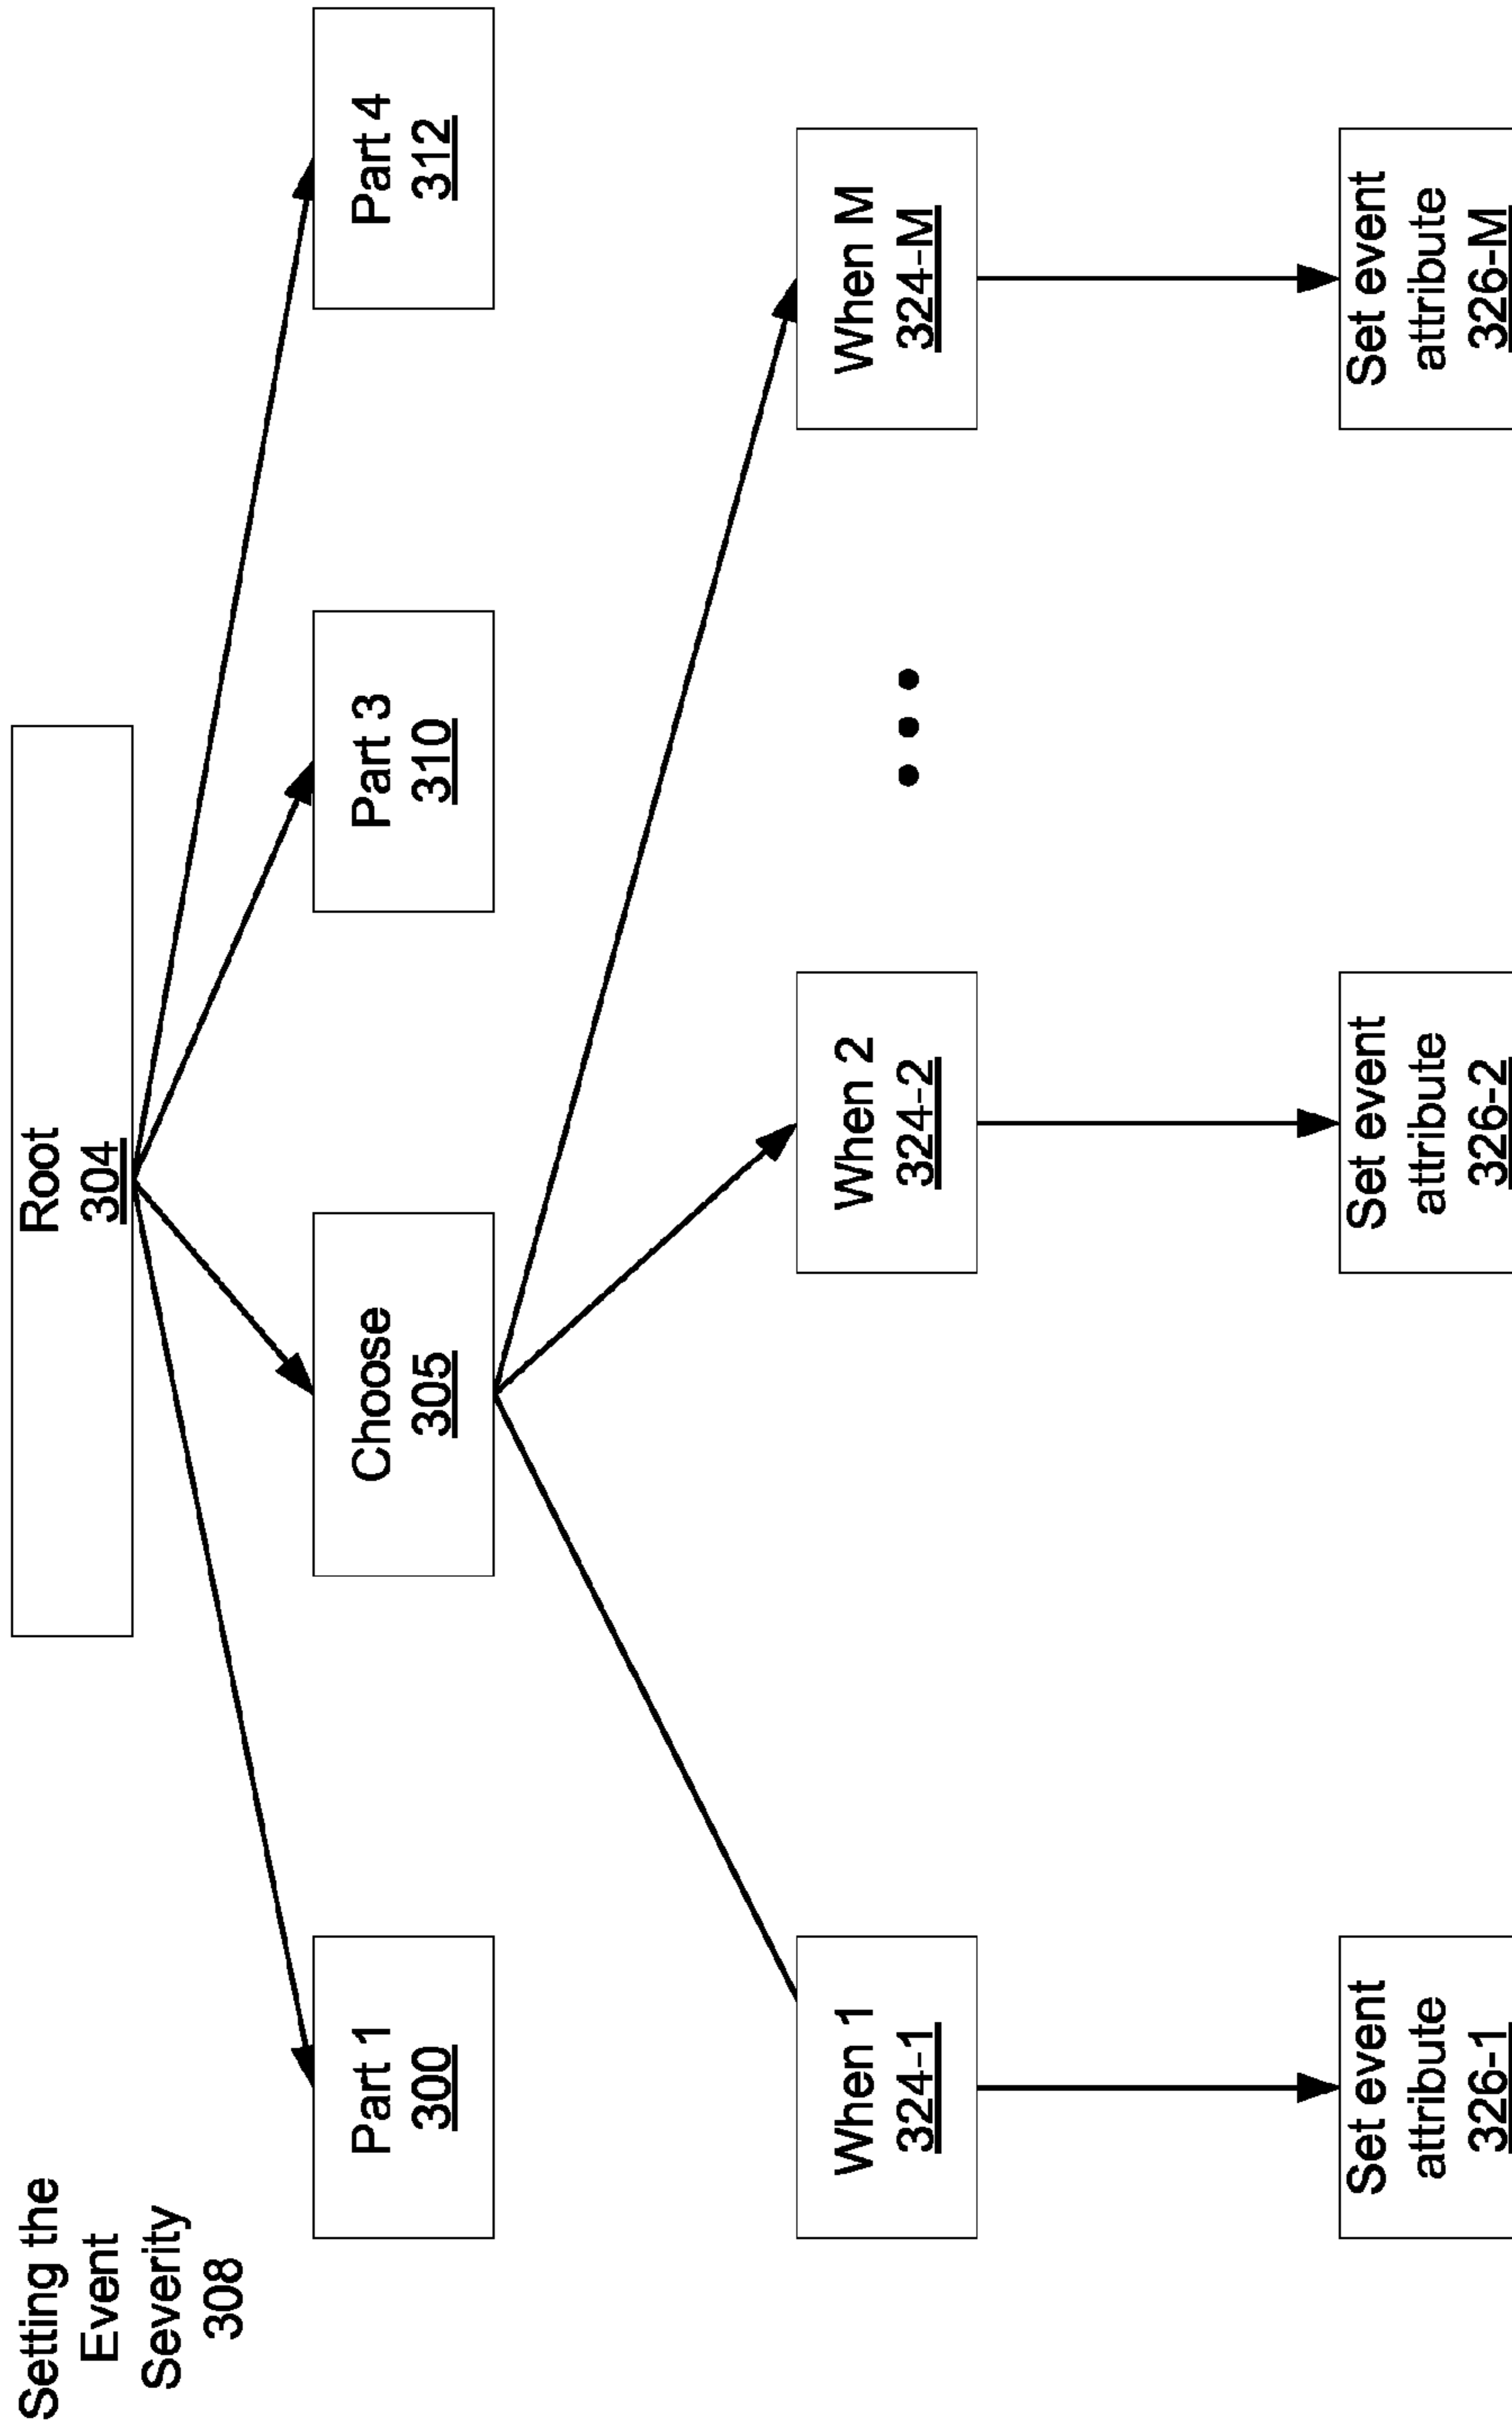 Setting the
Event
Severity
308
Root
304
Part 1
300
Choose
305
Part 3
310
Part 4
312
When 1
324-1
When 2
324-2
When M
324-M
Set event
attribute
326-1
Set event
attribute
326-2
Set event
attribute
326-M